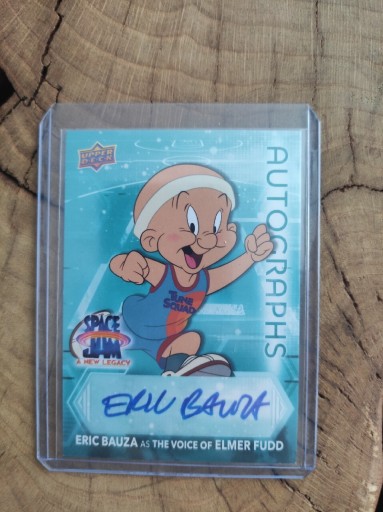 UPPER DECK
AUTOGRAPHS
TUNE SQUAD
SPACE JAM
A NEW LEGACY
ERIC BAUZA
ERIC BAUZA AS THE VOICE OF ELMER FUDD